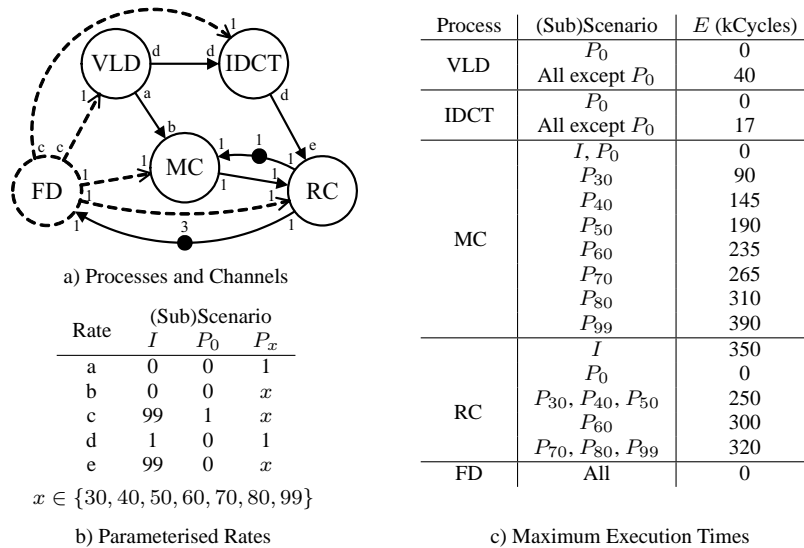 VLD
IDCT
MC
FD
RC
d
d
a
b
d
e
c
c
1
1
1
1
1
1
1
1
1
1
1
1
3
1
a) Processes and Channels
(Sub)Scenario
Rate I P0 Px
a 0 0 1
b 0 0 x
c 99 1 x
d 1 0 1
e 99 0 x
x ∈ {30, 40, 50, 60, 70, 80, 99}
b) Parameterised Rates
Process (Sub)Scenario E (kCycles)
VLD P0 0
All except P0 40
IDCT P0 0
All except P0 17
MC I, P0 0
P30 90
P40 145
P50 190
P60 235
P70 265
P80 310
P99 390
RC I 350
P0 0
P30, P40, P50 250
P60 300
P70, P80, P99 320
FD All 0
c) Maximum Execution Times